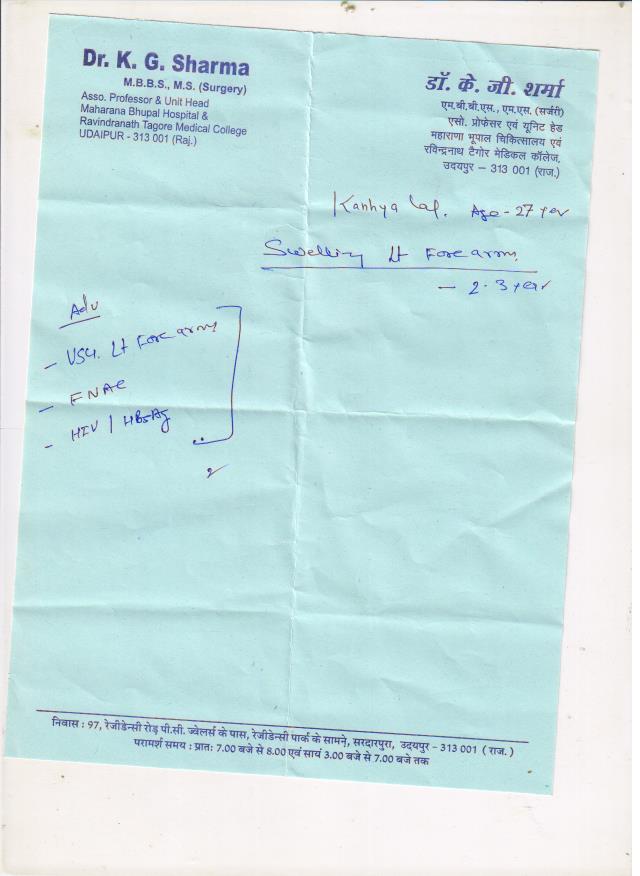 Dr. K. G. Sharma
M.B.B.S., M.S. (Surgery)
Asso. Professor & Unit Head
Maharana Bhupal Hospital &
Ravindranath Tagore Medical College
UDAIPUR - 313 001 (Raj.)
डॉ. के. जी. शर्मा
एम.बी.बी.एस., एम.एस. (सर्जरी)
एसो. प्रोफेसर एवं यूनिट हेड
महाराणा भूपाल चिकित्सालय एवं
रविन्द्रनाथ टैगोर मेडिकल कॉलेज,
उदयपुर – 313 001 (राज.)
Kanhya Lal. Age - 27 year
Swelling Lt Forearm
- 2-3 year
Adv
- USG. Lt Forearm
- FNAC
- HIV / HBsAg
निवास : 97, रेजीडेन्सी रोड़ पी.सी. ज्वेलर्स के पास, रेजीडेन्सी पार्क के सामने, सरदारपुरा, उदयपुर - 313 001 ( राज.)
परामर्श समय : प्रातः 7.00 बजे से 8.00 एवं सायं 3.00 बजे से 7.00 बजे तक